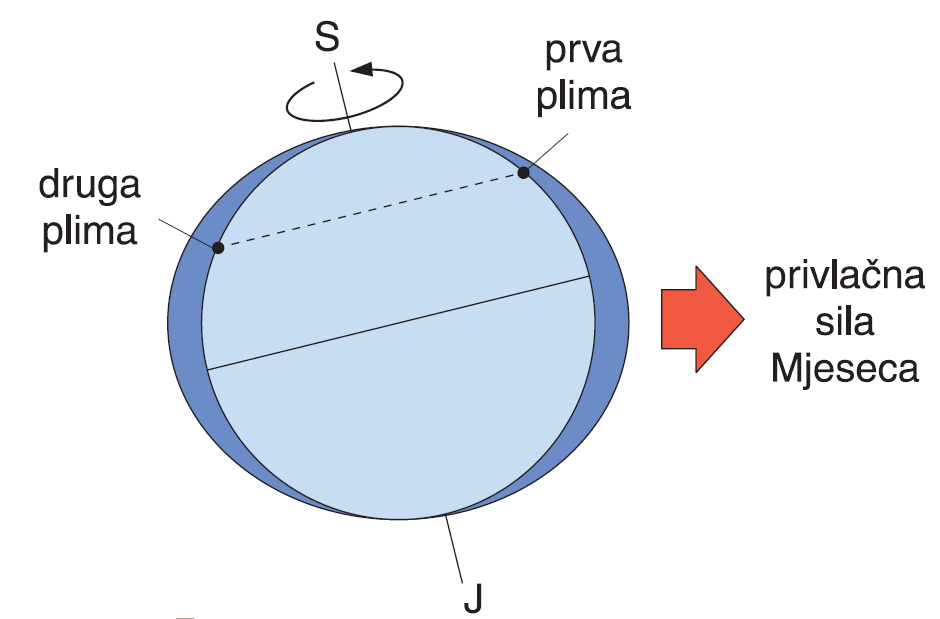 S
prva
plima
druga
plima
privlačna
sila
Mjeseca
J